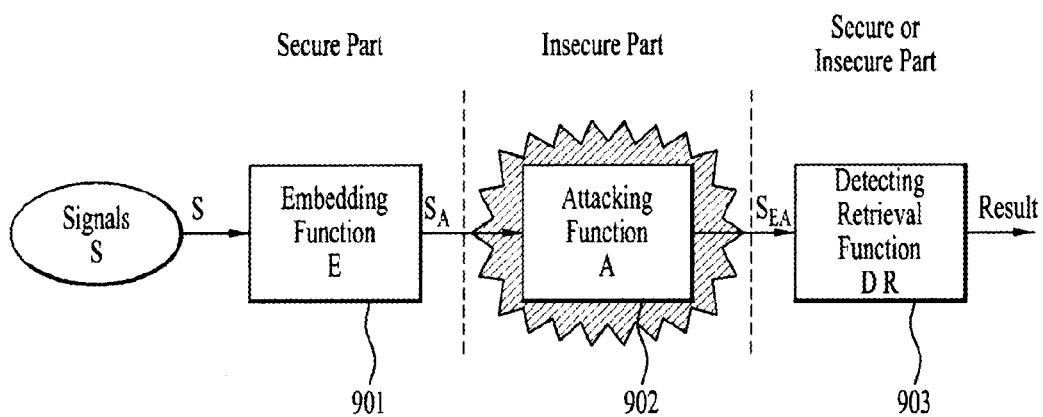 Secure Part
Insecure Part
Secure or
Insecure Part
Signals
S
S
Embedding
Function
E
S_A
Attacking
Function
A
S_EA
Detecting
Retrieval
Function
D R
Result
901
902
903